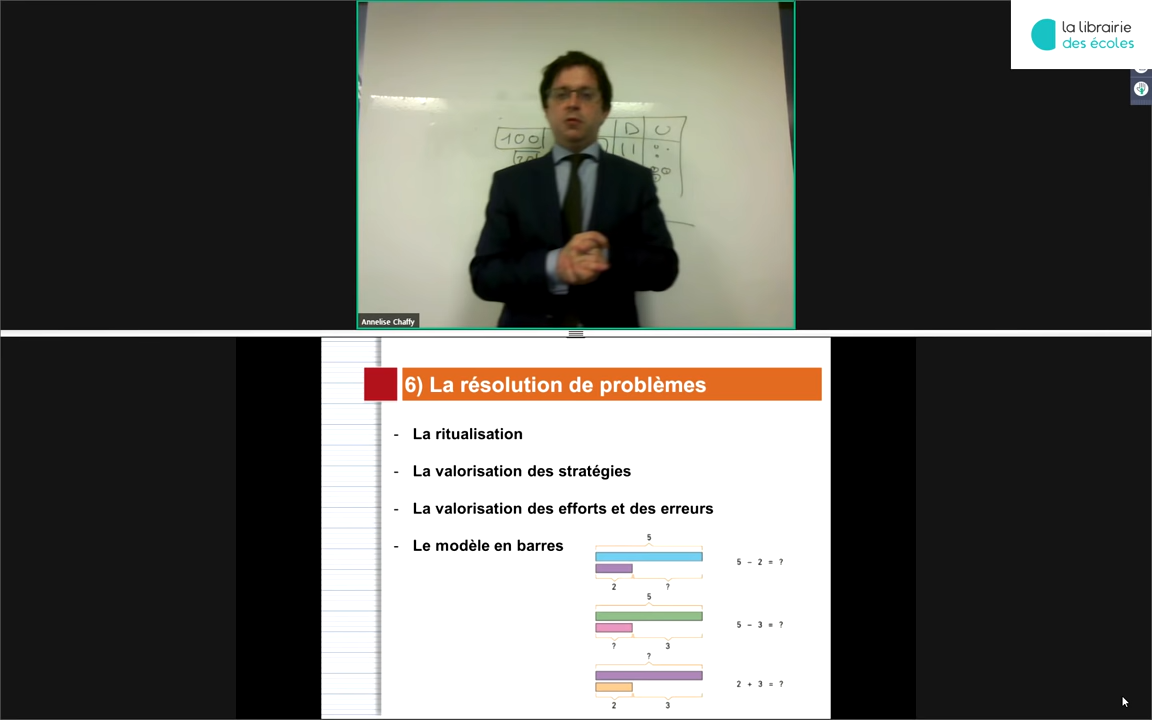 la librairie
des écoles
100
D U
20
Annelise Chaffy
6) La résolution de problèmes
- La ritualisation
- La valorisation des stratégies
- La valorisation des efforts et des erreurs
- Le modèle en barres
5
5 – 2 = ?
2 ?
5
5 – 3 = ?
? 3
?
2 + 3 = ?
2 3